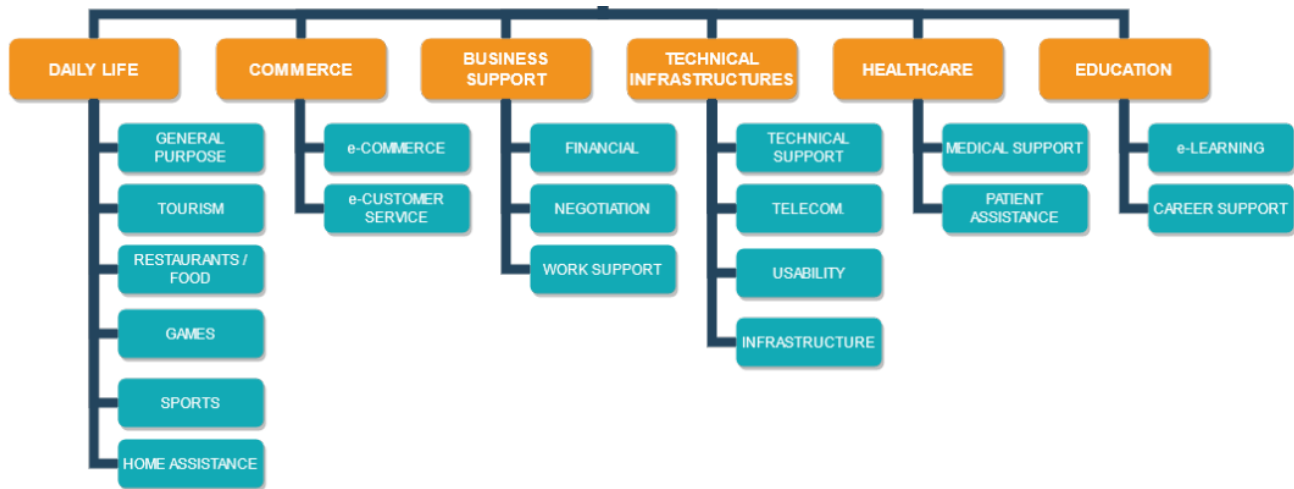 DAILY LIFE
COMMERCE
BUSINESS
SUPPORT
TECHNICAL
INFRASTRUCTURES
HEALTHCARE
EDUCATION
GENERAL
PURPOSE
TOURISM
RESTAURANTS /
FOOD
GAMES
SPORTS
HOME ASSISTANCE
e-COMMERCE
e-CUSTOMER
SERVICE
FINANCIAL
NEGOTIATION
WORK SUPPORT
TECHNICAL
SUPPORT
TELECOM.
USABILITY
INFRASTRUCTURE
MEDICAL SUPPORT
PATIENT
ASSISTANCE
e-LEARNING
CAREER SUPPORT